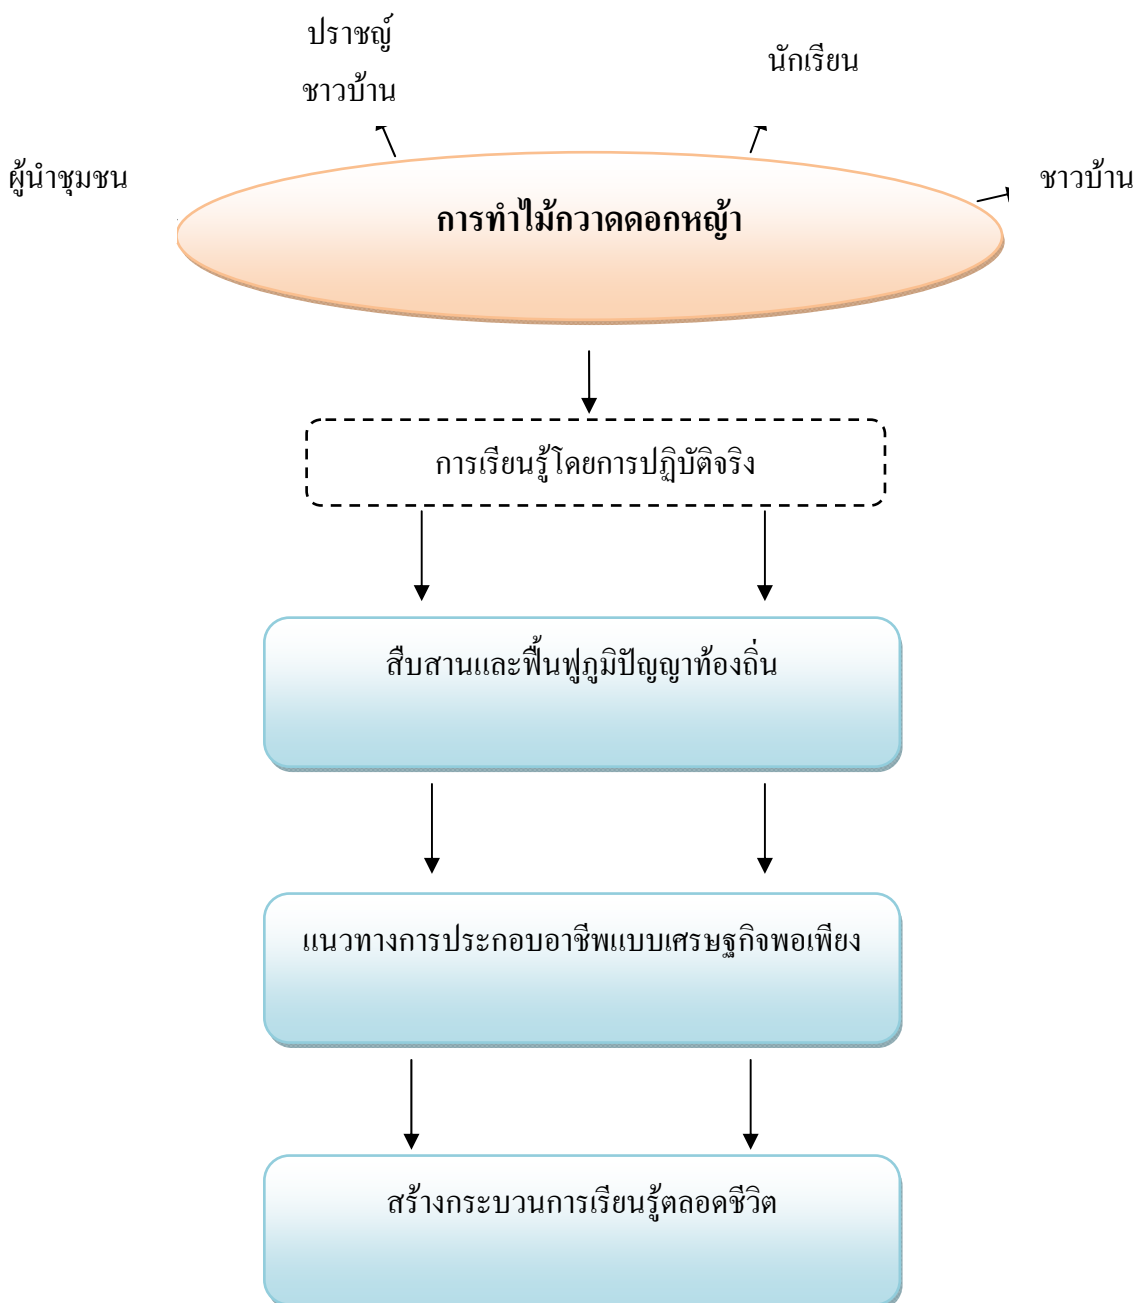 ปราชญ์
ชาวบ้าน
นักเรียน
ผู้นำชุมชน
ชาวบ้าน
การทำไม้กวาดดอกหญ้า
การเรียนรู้โดยการปฏิบัติจริง
สืบสานและฟื้นฟูภูมิปัญญาท้องถิ่น
แนวทางการประกอบอาชีพแบบเศรษฐกิจพอเพียง
สร้างกระบวนการเรียนรู้ตลอดชีวิต